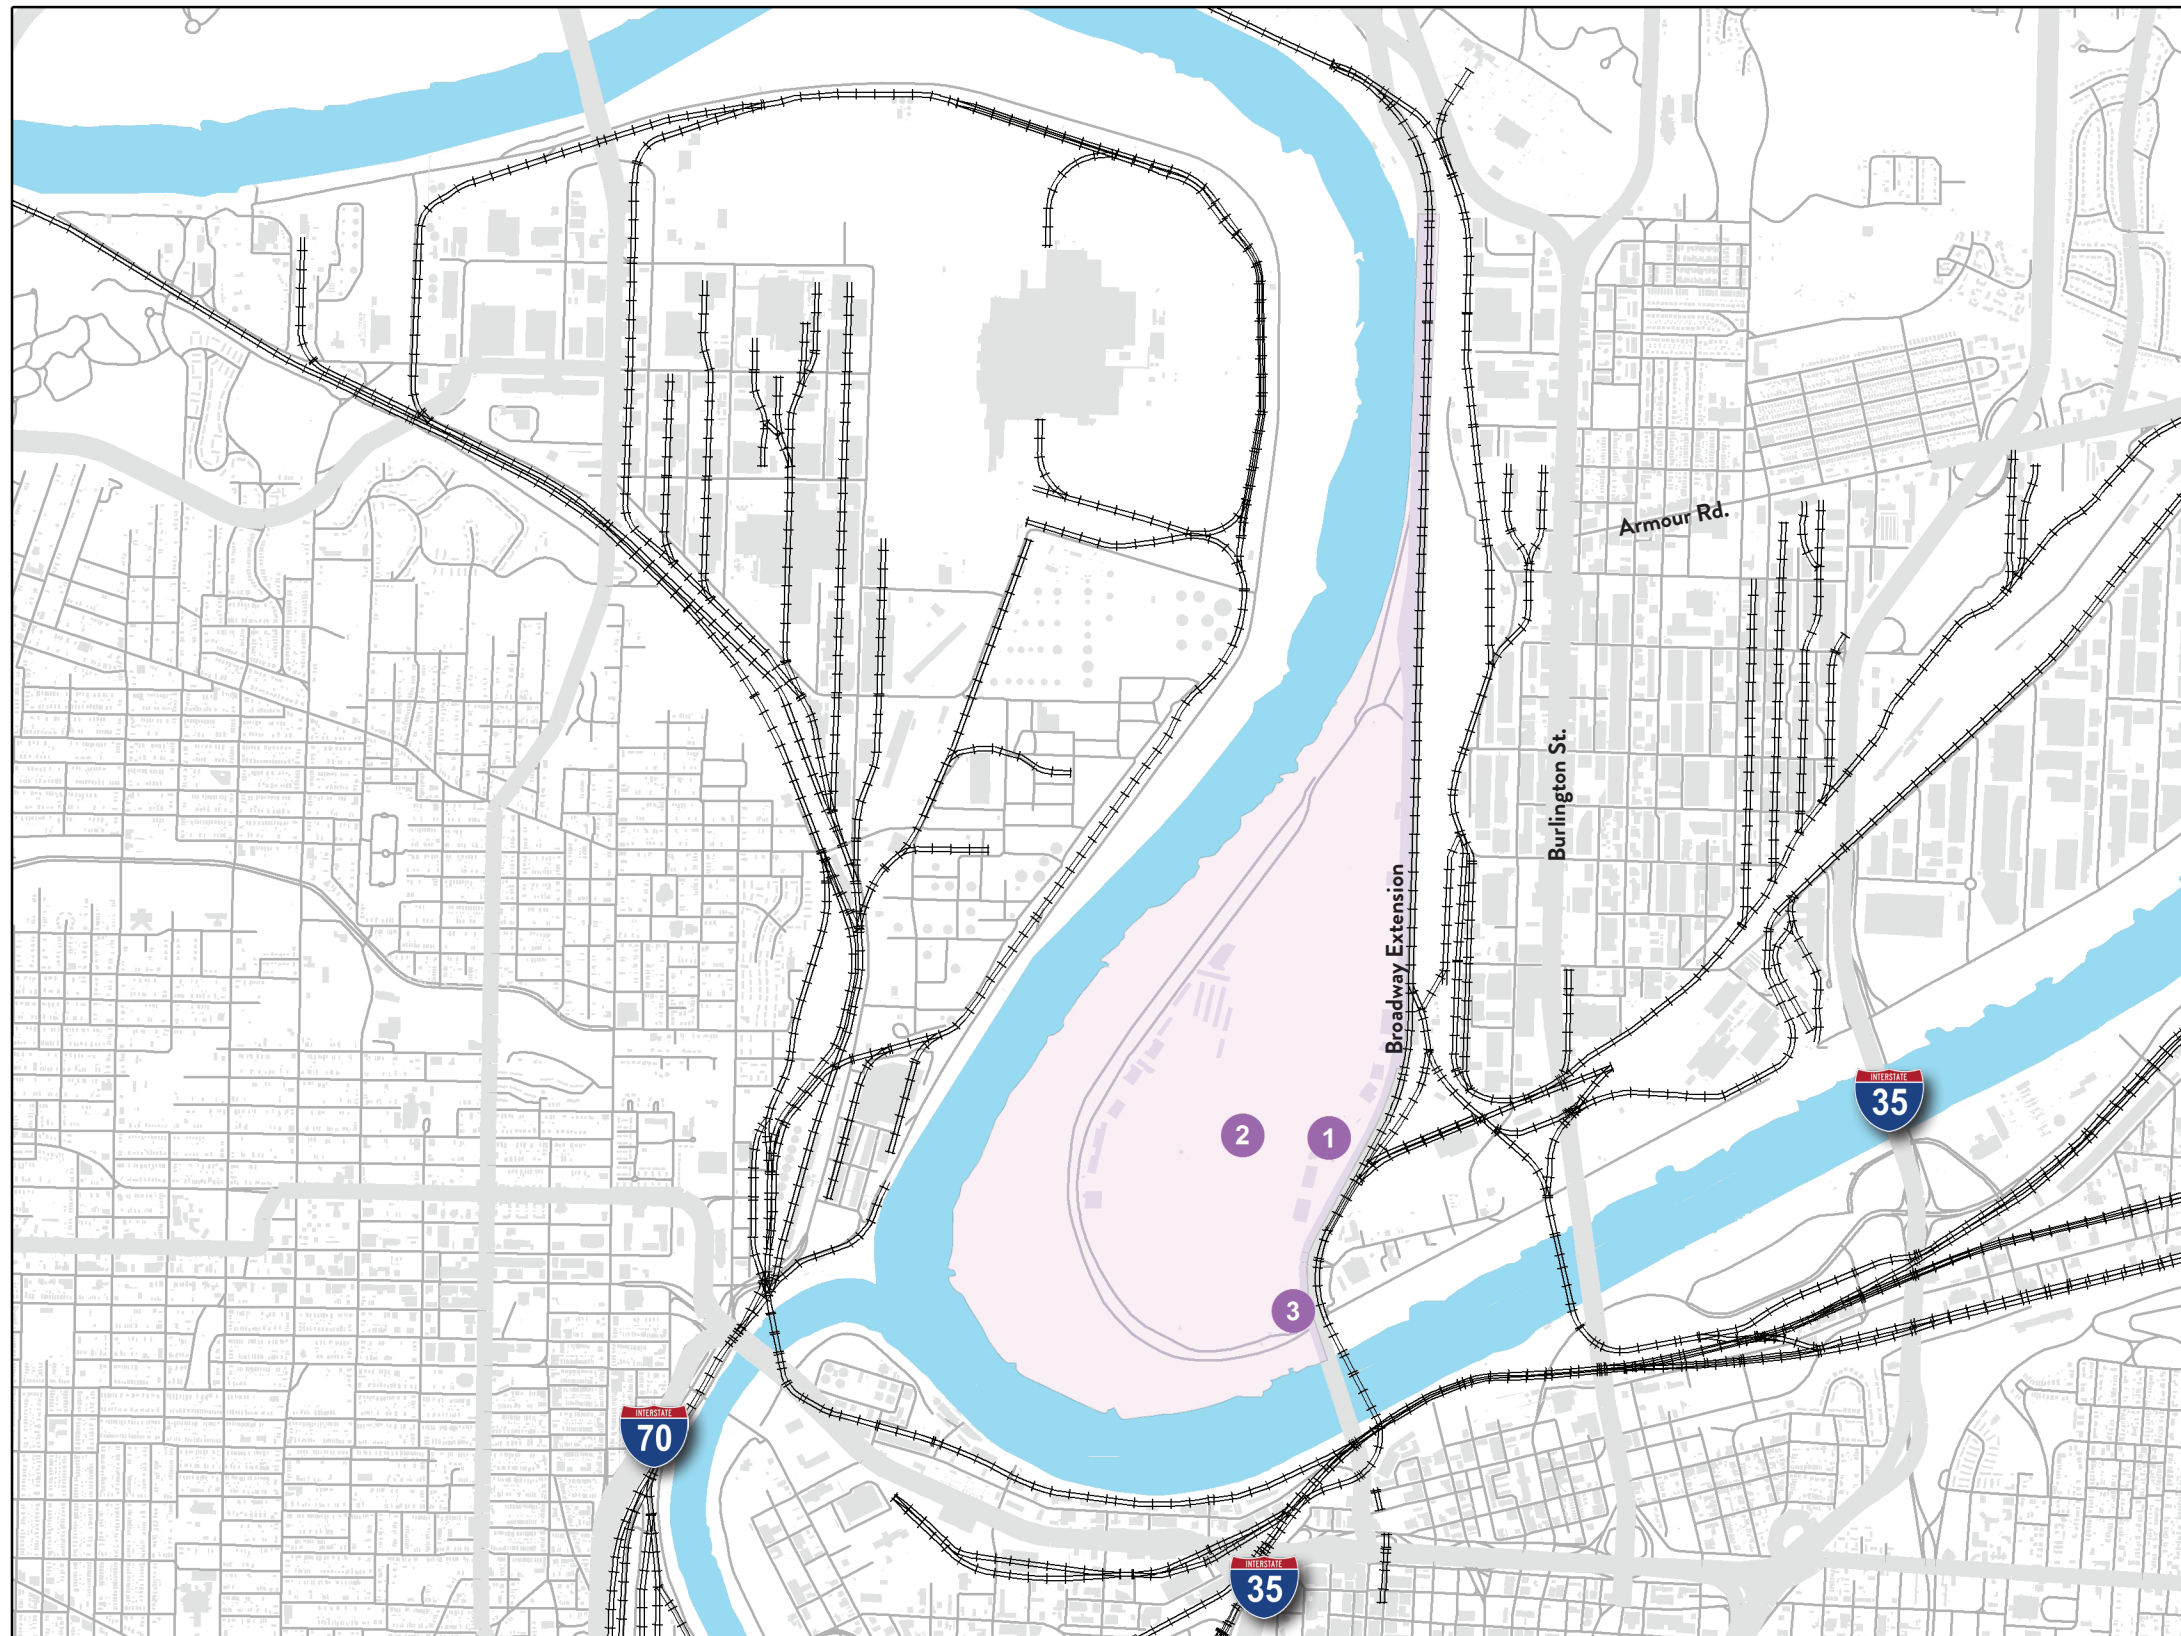 Armour Rd.
Burlington St.
Broadway Extension
INTERSTATE
35
2
1
3
INTERSTATE
70
INTERSTATE
35